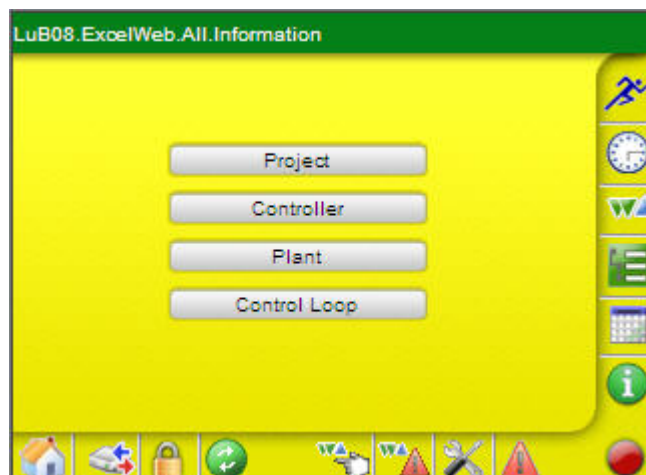 LuB08.ExcelWeb.All.Information
Project
Controller
Plant
Control Loop